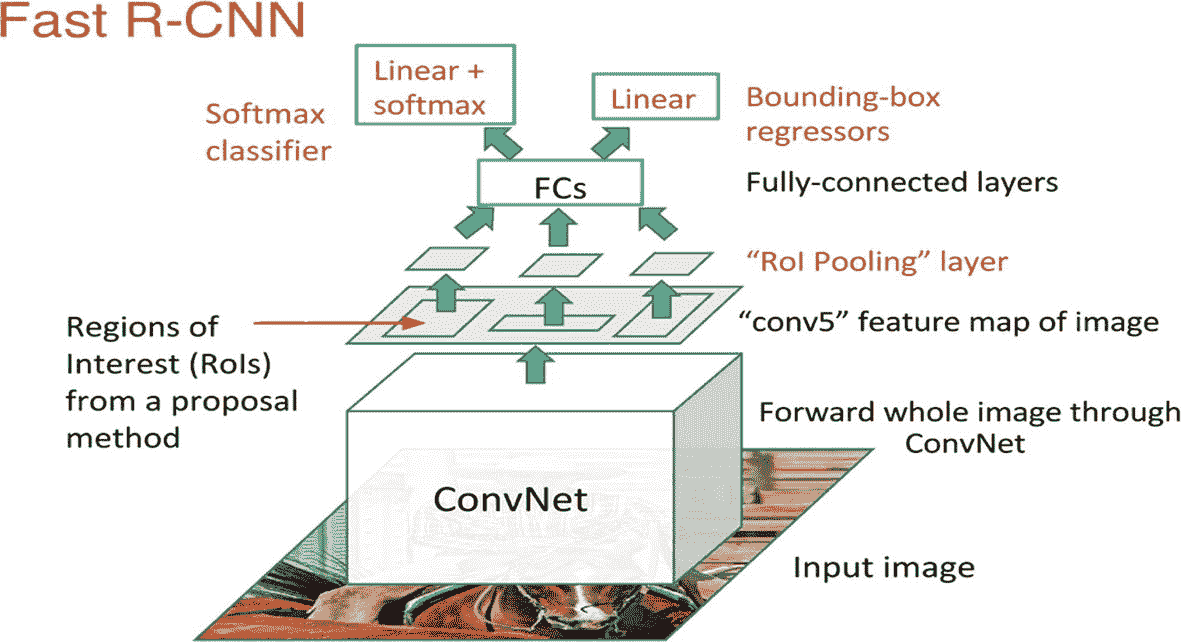 Fast R-CNN
Linear +
softmax
Softmax
classifier
Linear
Bounding-box
regressors
FCs
Fully-connected layers
“RoI Pooling” layer
Regions of
Interest (RoIs)
from a proposal
method
“conv5” feature map of image
Forward whole image through
ConvNet
ConvNet
Input image